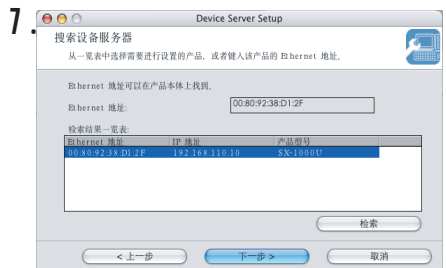 7.
Device Server Setup
搜索设备服务器
从一览表中选择需要进行设置的产品，或者键入该产品的 Ethernet 地址，
Ethernet 地址可以在产品本体上找到，
Ethernet 地址: 00:80:92:38:D1:2F
检索结果一览表:
Ethernet 地址 IP 地址 产品型号
00:80:92:38:D1:2F 192.168.110.10 SX-1000U
检索
< 上一步 下一步 > 取消